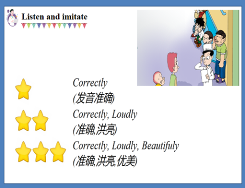 Listen and imitate
Correctly
(发音准确)
Correctly, Loudly
(准确,洪亮)
Correctly, Loudly, Beautifuly
(准确,洪亮,优美)